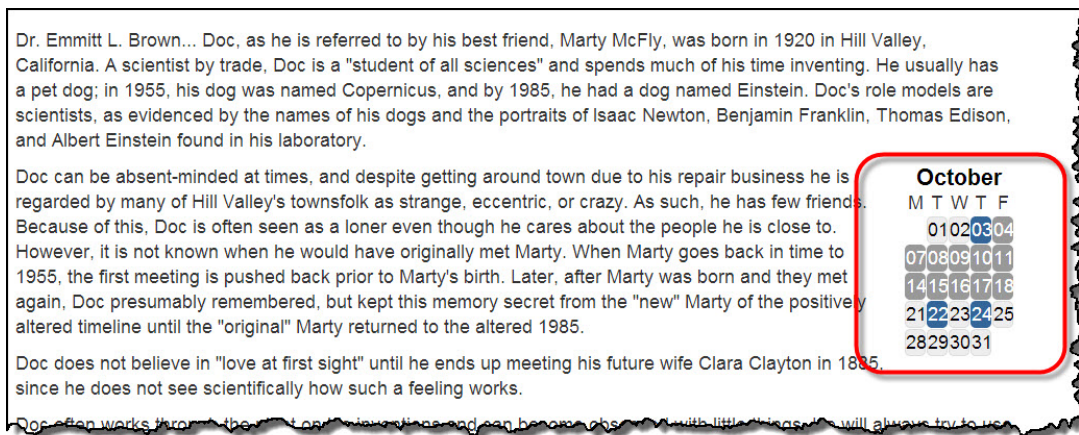 Dr. Emmitt L. Brown... Doc, as he is referred to by his best friend, Marty McFly, was born in 1920 in Hill Valley,
California. A scientist by trade, Doc is a "student of all sciences" and spends much of his time inventing. He usually has
a pet dog; in 1955, his dog was named Copernicus, and by 1985, he had a dog named Einstein. Doc's role models are
scientists, as evidenced by the names of his dogs and the portraits of Isaac Newton, Benjamin Franklin, Thomas Edison,
and Albert Einstein found in his laboratory.
Doc can be absent-minded at times, and despite getting around town due to his repair business he is
regarded by many of Hill Valley's townsfolk as strange, eccentric, or crazy. As such, he has few friends.
Because of this, Doc is often seen as a loner even though he cares about the people he is close to.
However, it is not known when he would have originally met Marty. When Marty goes back in time to
1955, the first meeting is pushed back prior to Marty's birth. Later, after Marty was born and they met
again, Doc presumably remembered, but kept this memory secret from the "new" Marty of the positively
altered timeline until the "original" Marty returned to the altered 1985.
Doc does not believe in "love at first sight" until he ends up meeting his future wife Clara Clayton in 1885,
since he does not see scientifically how such a feeling works.
Doc often works and can become with little will always try to use
October
M T W T F
01 02 03 04
07 08 09 10 11
14 15 16 17 18
21 22 23 24 25
28 29 30 31